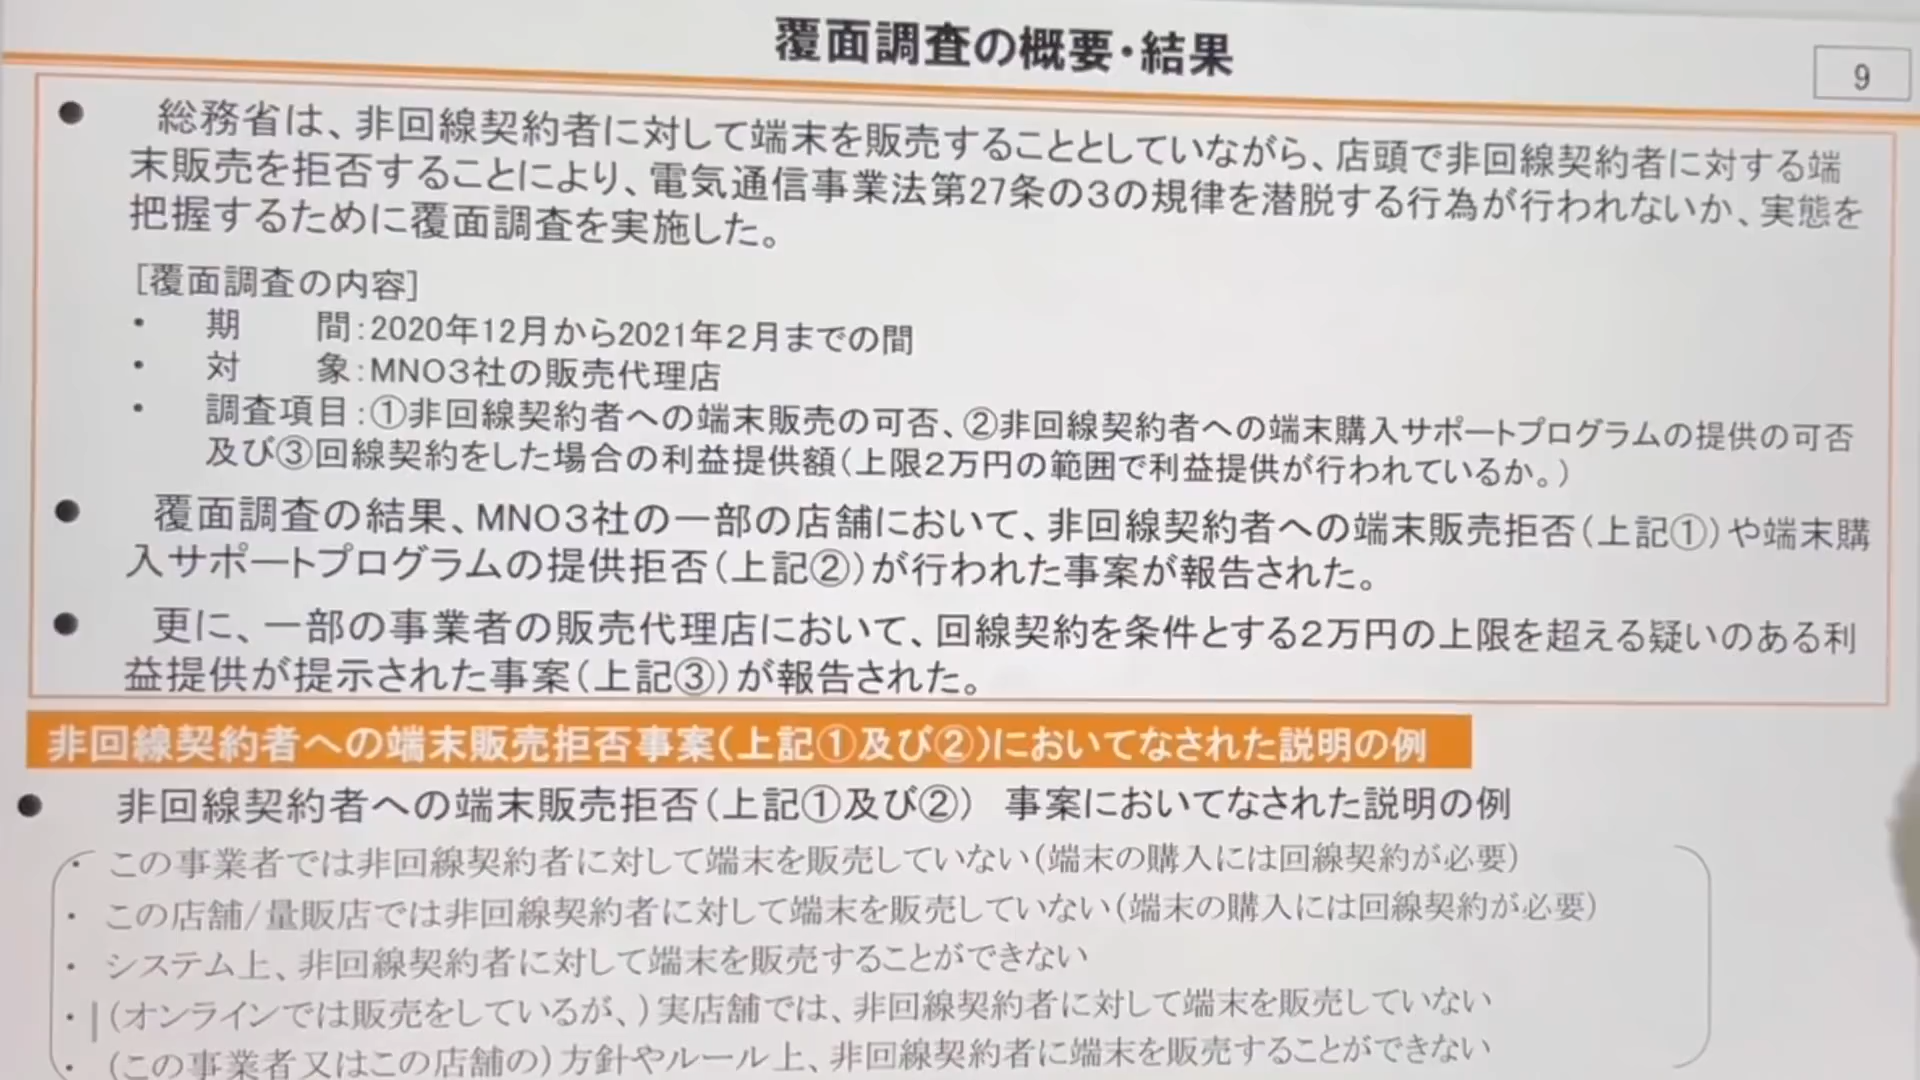 覆面調査の概要・結果
9
● 総務省は、非回線契約者に対して端末を販売することとしていながら、店頭で非回線契約者に対する端
末販売を拒否することにより、電気通信事業法第27条の3の規律を潜脱する行為が行われないか、実態を
把握するために覆面調査を実施した。
[覆面調査の内容]
・ 期 間:2020年12月から2021年2月までの間
・ 対 象:MNO3社の販売代理店
・ 調査項目:①非回線契約者への端末販売の可否、②非回線契約者への端末購入サポートプログラムの提供の可否
及び③回線契約をした場合の利益提供額(上限2万円の範囲で利益提供が行われているか。)
● 覆面調査の結果、MNO3社の一部の店舗において、非回線契約者への端末販売拒否(上記①)や端末購
入サポートプログラムの提供拒否(上記②)が行われた事案が報告された。
● 更に、一部の事業者の販売代理店において、回線契約を条件とする2万円の上限を超える疑いのある利
益提供が提示された事案(上記③)が報告された。
非回線契約者への端末販売拒否事案(上記①及び②)においてなされた説明の例
● 非回線契約者への端末販売拒否(上記①及び②) 事案においてなされた説明の例
・ この事業者では非回線契約者に対して端末を販売していない(端末の購入には回線契約が必要)
・ この店舗/量販店では非回線契約者に対して端末を販売していない(端末の購入には回線契約が必要)
・ システム上、非回線契約者に対して端末を販売することができない
・ (オンラインでは販売をしているが、)実店舗では、非回線契約者に対して端末を販売していない
・ (この事業者又はこの店舗の)方針やルール上、非回線契約者に端末を販売することができない